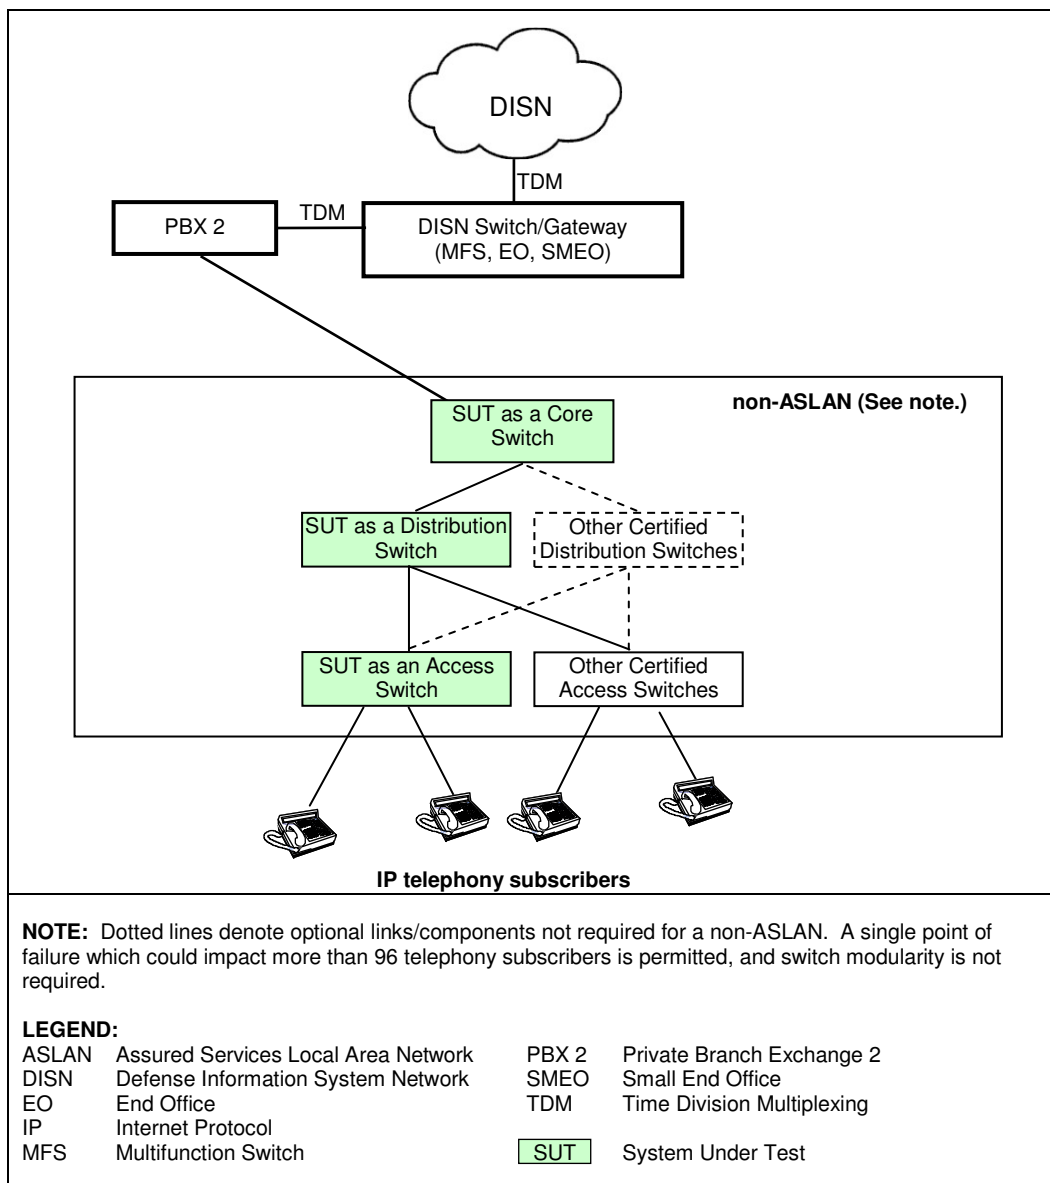 DISN
TDM
PBX 2
TDM
DISN Switch/Gateway
(MFS, EO, SMEO)
non-ASLAN (See note.)
SUT as a Core
Switch
SUT as a Distribution
Switch
Other Certified
Distribution Switches
SUT as an Access
Switch
Other Certified
Access Switches
IP telephony subscribers
NOTE: Dotted lines denote optional links/components not required for a non-ASLAN. A single point of
failure which could impact more than 96 telephony subscribers is permitted, and switch modularity is not
required.
LEGEND:
ASLAN Assured Services Local Area Network
DISN Defense Information System Network
EO End Office
IP Internet Protocol
MFS Multifunction Switch
PBX 2 Private Branch Exchange 2
SMEO Small End Office
TDM Time Division Multiplexing
SUT System Under Test